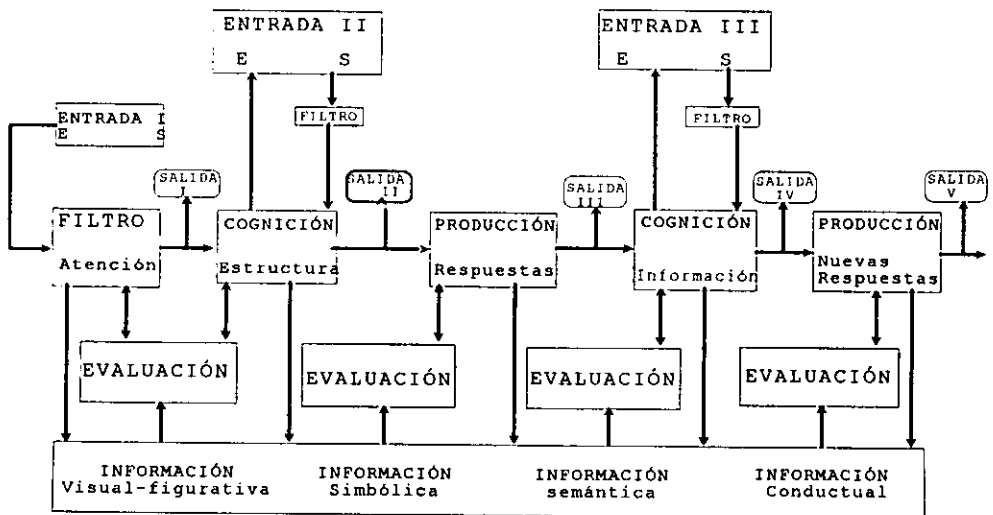 ENTRADA II
E S
ENTRADA III
E S
FILTRO
FILTRO
ENTRADA I
E S
SALIDA
I
SALIDA
II
SALIDA
III
SALIDA
IV
SALIDA
V
FILTRO
Atención
COGNICIÓN
Estructura
PRODUCCIÓN
Respuestas
COGNICIÓN
Información
PRODUCCIÓN
Nuevas
Respuestas
EVALUACIÓN
EVALUACIÓN
EVALUACIÓN
EVALUACIÓN
INFORMACIÓN
Visual-figurativa
INFORMACIÓN
Simbólica
INFORMACIÓN
semántica
INFORMACIÓN
Conductual